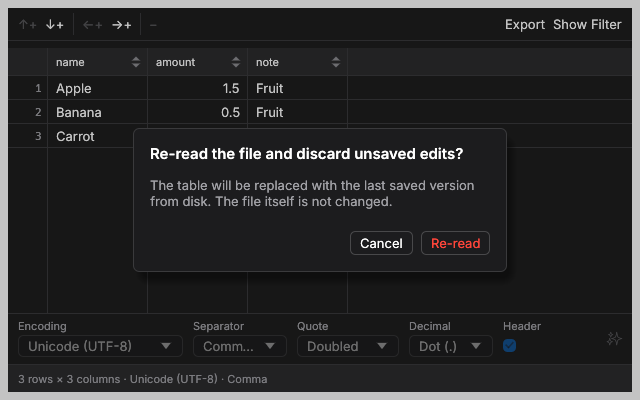 Export Show Filter
name amount note
1 Apple 1.5 Fruit
2 Banana 0.5 Fruit
3 Carrot
Re-read the file and discard unsaved edits?
The table will be replaced with the last saved version
from disk. The file itself is not changed.
Cancel Re-read
Encoding Separator Quote Decimal Header
Unicode (UTF-8) Comm... Doubled Dot (.)
3 rows × 3 columns · Unicode (UTF-8) · Comma